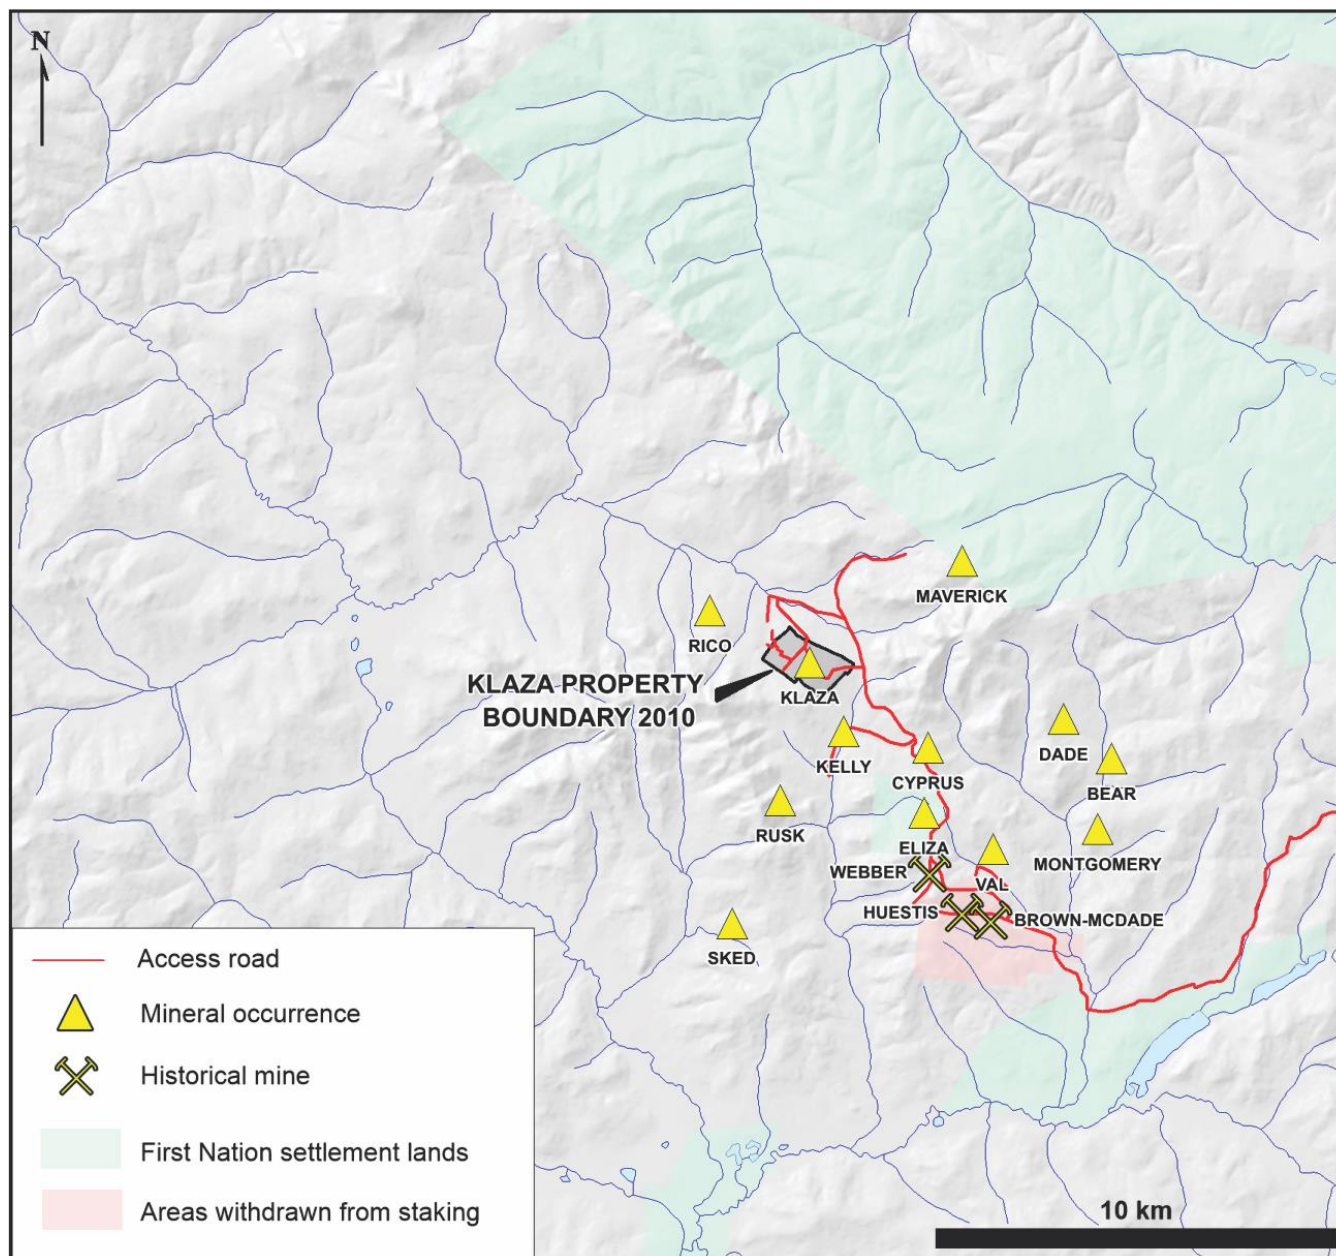 N
MAVERICK
RICO
KLAZA PROPERTY
BOUNDARY 2010
KLAZA
DADE
KELLY
CYPRUS
BEAR
RUSK
ELIZA
MONTGOMERY
WEBBER
VAL
HUESTIS
BROWN-MCDADE
SKED
Access road
Mineral occurrence
Historical mine
First Nation settlement lands
Areas withdrawn from staking
10 km